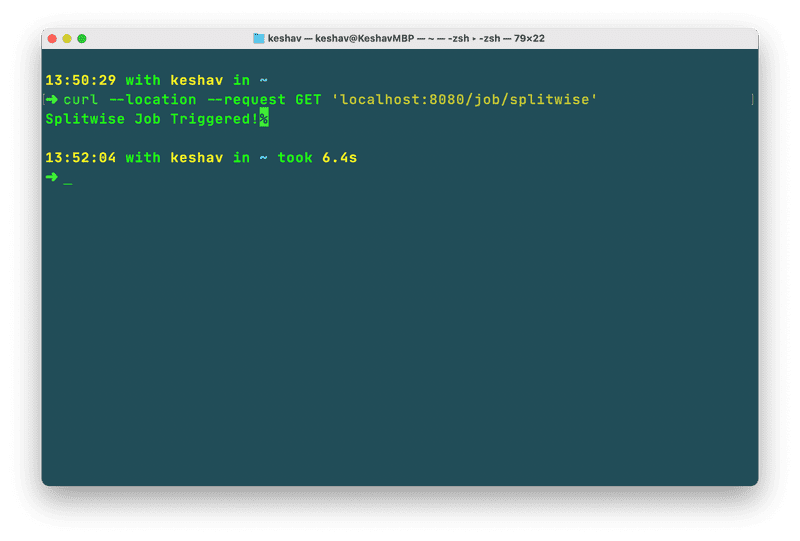 keshav — keshav@KeshavMBP — ~ — -zsh ▸ -zsh — 79×22
13:50:29 with keshav in ~
➜ curl --location --request GET 'localhost:8080/job/splitwise'
Splitwise Job Triggered!%
13:52:04 with keshav in ~ took 6.4s
➜ _